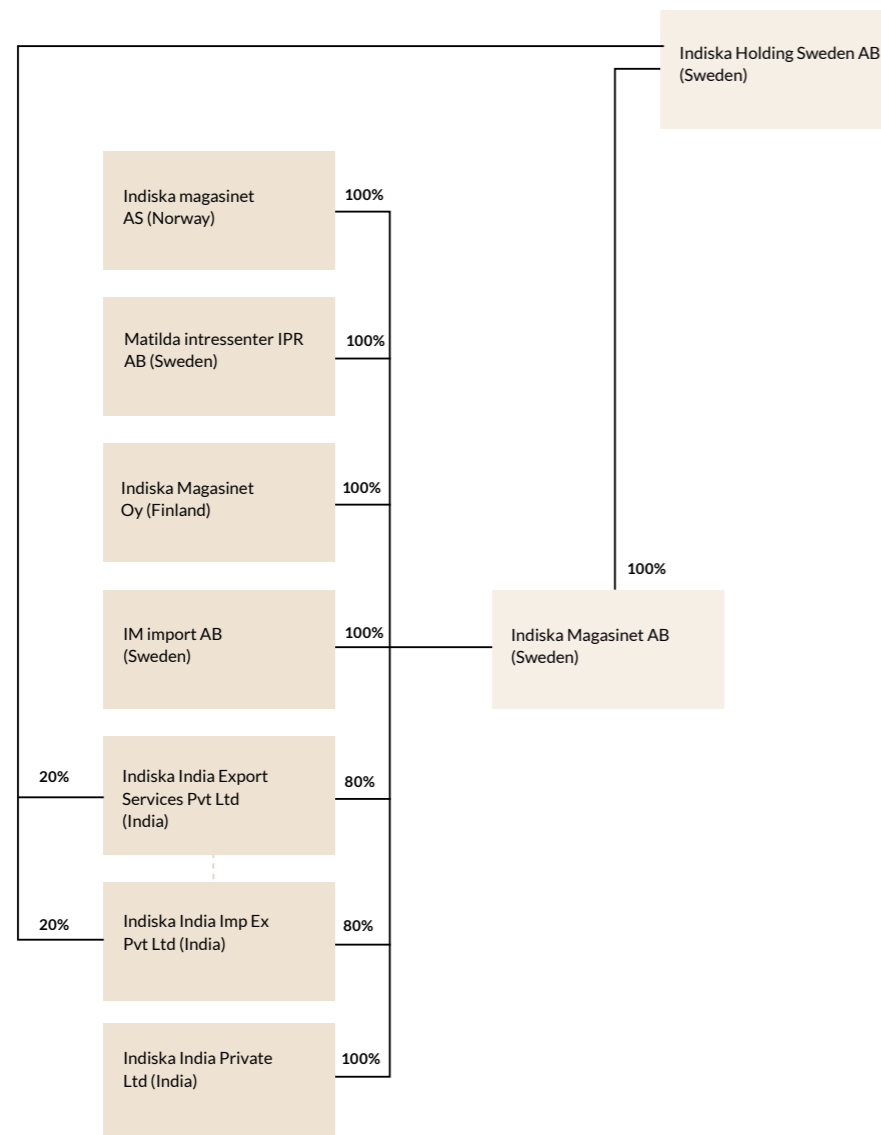 Indiska Holding Sweden AB
(Sweden)
Indiska magasinet
AS (Norway)
100%
Matilda intressenter IPR
AB (Sweden)
100%
Indiska Magasinet
Oy (Finland)
100%
100%
IM import AB
(Sweden)
100%
Indiska Magasinet AB
(Sweden)
20%
Indiska India Export
Services Pvt Ltd
(India)
80%
20%
Indiska India Imp Ex
Pvt Ltd (India)
80%
Indiska India Private
Ltd (India)
100%